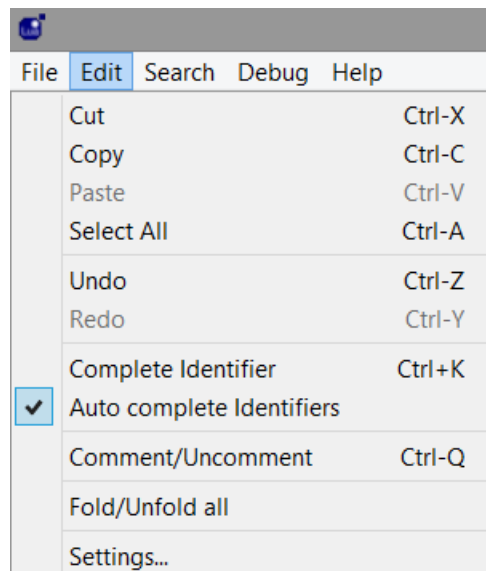 File Edit Search Debug Help
Cut Ctrl-X
Copy Ctrl-C
Paste Ctrl-V
Select All Ctrl-A
Undo Ctrl-Z
Redo Ctrl-Y
Complete Identifier Ctrl+K
Auto complete Identifiers
Comment/Uncomment Ctrl-Q
Fold/Unfold all
Settings...